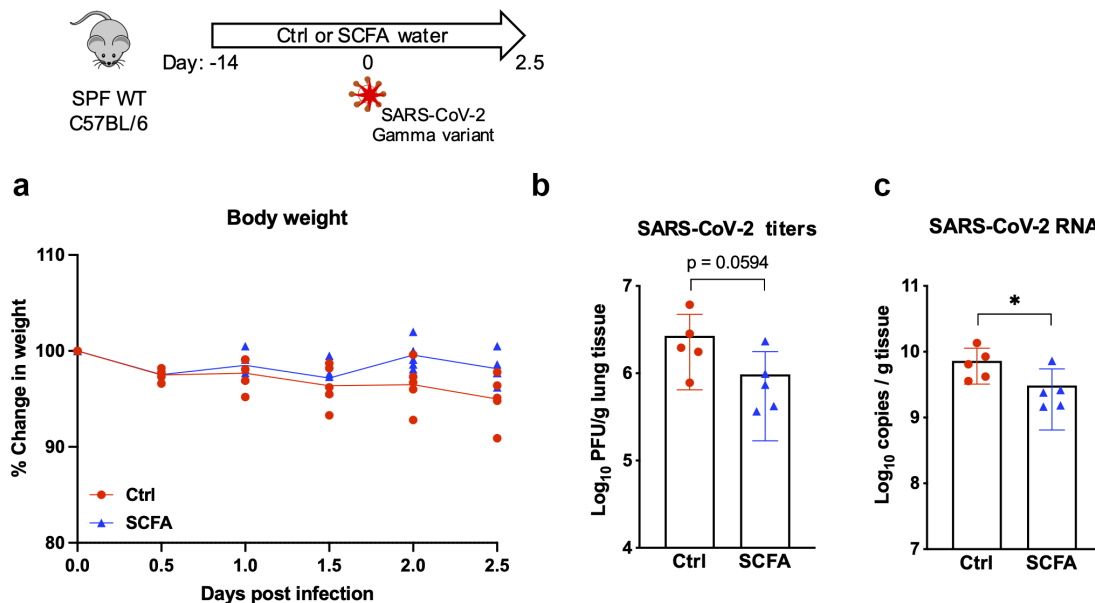 Ctrl or SCFA water
Day: -14 0 2.5
SPF WT
C57BL/6
SARS-CoV-2
Gamma variant
a
Body weight
% Change in weight
110
100
90
80
Ctrl
SCFA
0.0 0.5 1.0 1.5 2.0 2.5
Days post infection
b
SARS-CoV-2 titers
p = 0.0594
Log10 PFU/g lung tissue
7
6
5
4
Ctrl SCFA
c
SARS-CoV-2 RNA
*
Log10 copies / g tissue
11
10
9
7
Ctrl SCFA